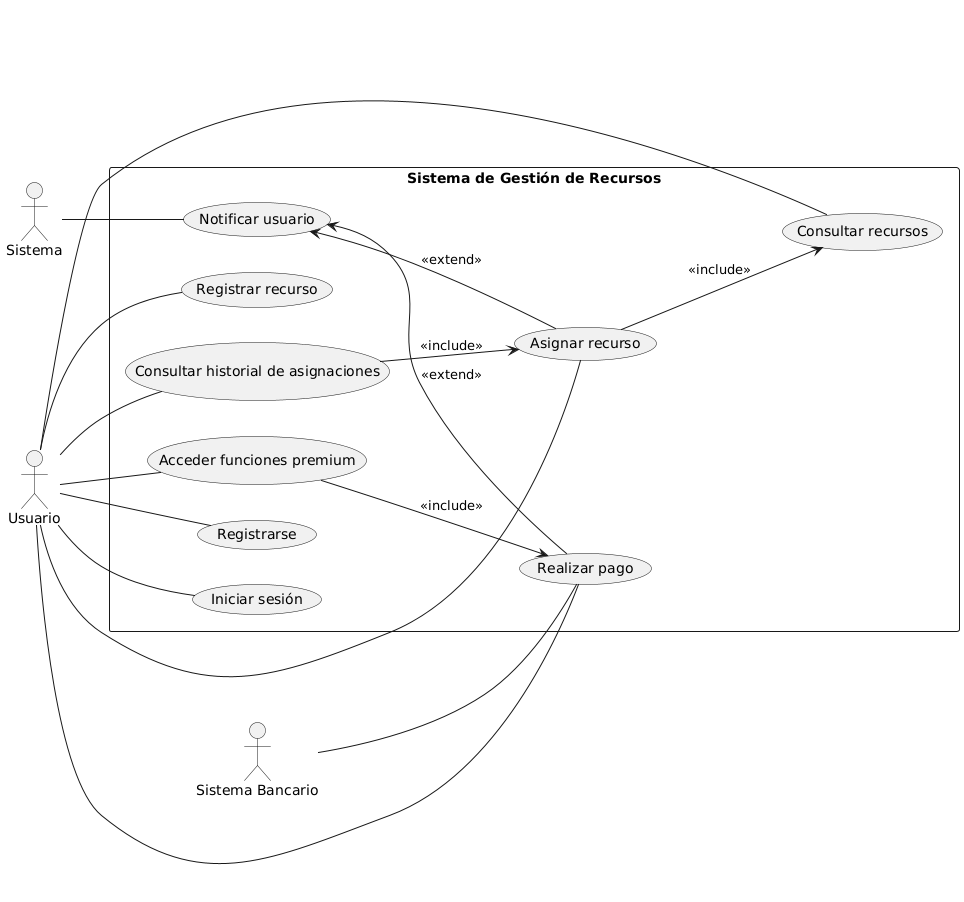 Sistema de Gestión de Recursos
Sistema
Notificar usuario
Consultar recursos
«extend»
«include»
Registrar recurso
Asignar recurso
«include»
Consultar historial de asignaciones
«extend»
Acceder funciones premium
«include»
Usuario
Registrarse
Realizar pago
Iniciar sesión
Sistema Bancario